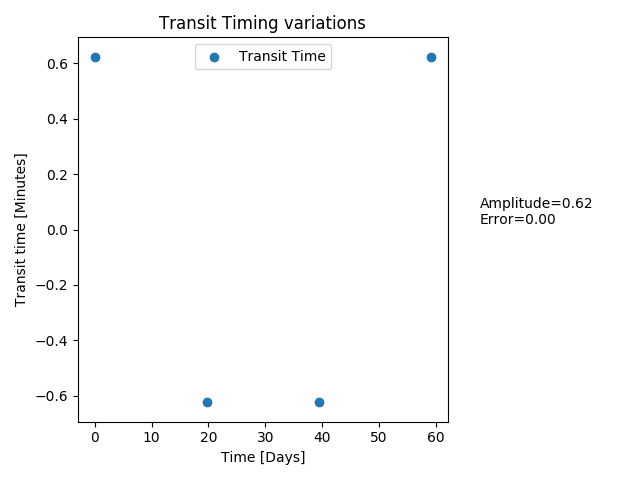 Transit Timing variations
Transit Time
Transit time [Minutes]
0.6
0.4
0.2
0.0
−0.2
−0.4
−0.6
0
10
20
30
40
50
60
Time [Days]
Amplitude=0.62
Error=0.00